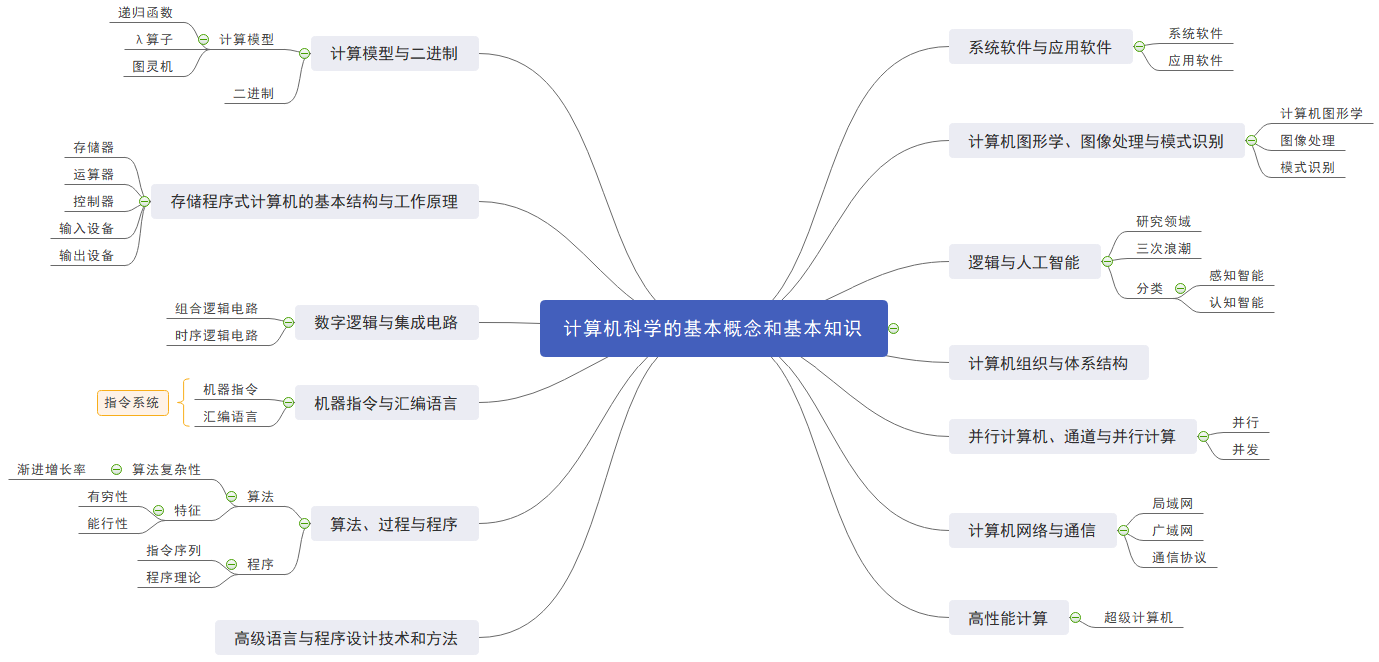 计算机科学的基本概念和基本知识
计算模型与二进制
计算模型
递归函数
λ算子
图灵机
二进制
存储程序式计算机的基本结构与工作原理
存储器
运算器
控制器
输入设备
输出设备
数字逻辑与集成电路
组合逻辑电路
时序逻辑电路
机器指令与汇编语言
机器指令
汇编语言
指令系统
算法、过程与程序
算法
算法复杂性
渐进增长率
特征
有穷性
能行性
程序
指令序列
程序理论
高级语言与程序设计技术和方法
系统软件与应用软件
系统软件
应用软件
计算机图形学、图像处理与模式识别
计算机图形学
图像处理
模式识别
逻辑与人工智能
研究领域
三次浪潮
分类
感知智能
认知智能
计算机组织与体系结构
并行计算机、通道与并行计算
并行
并发
计算机网络与通信
局域网
广域网
通信协议
高性能计算
超级计算机